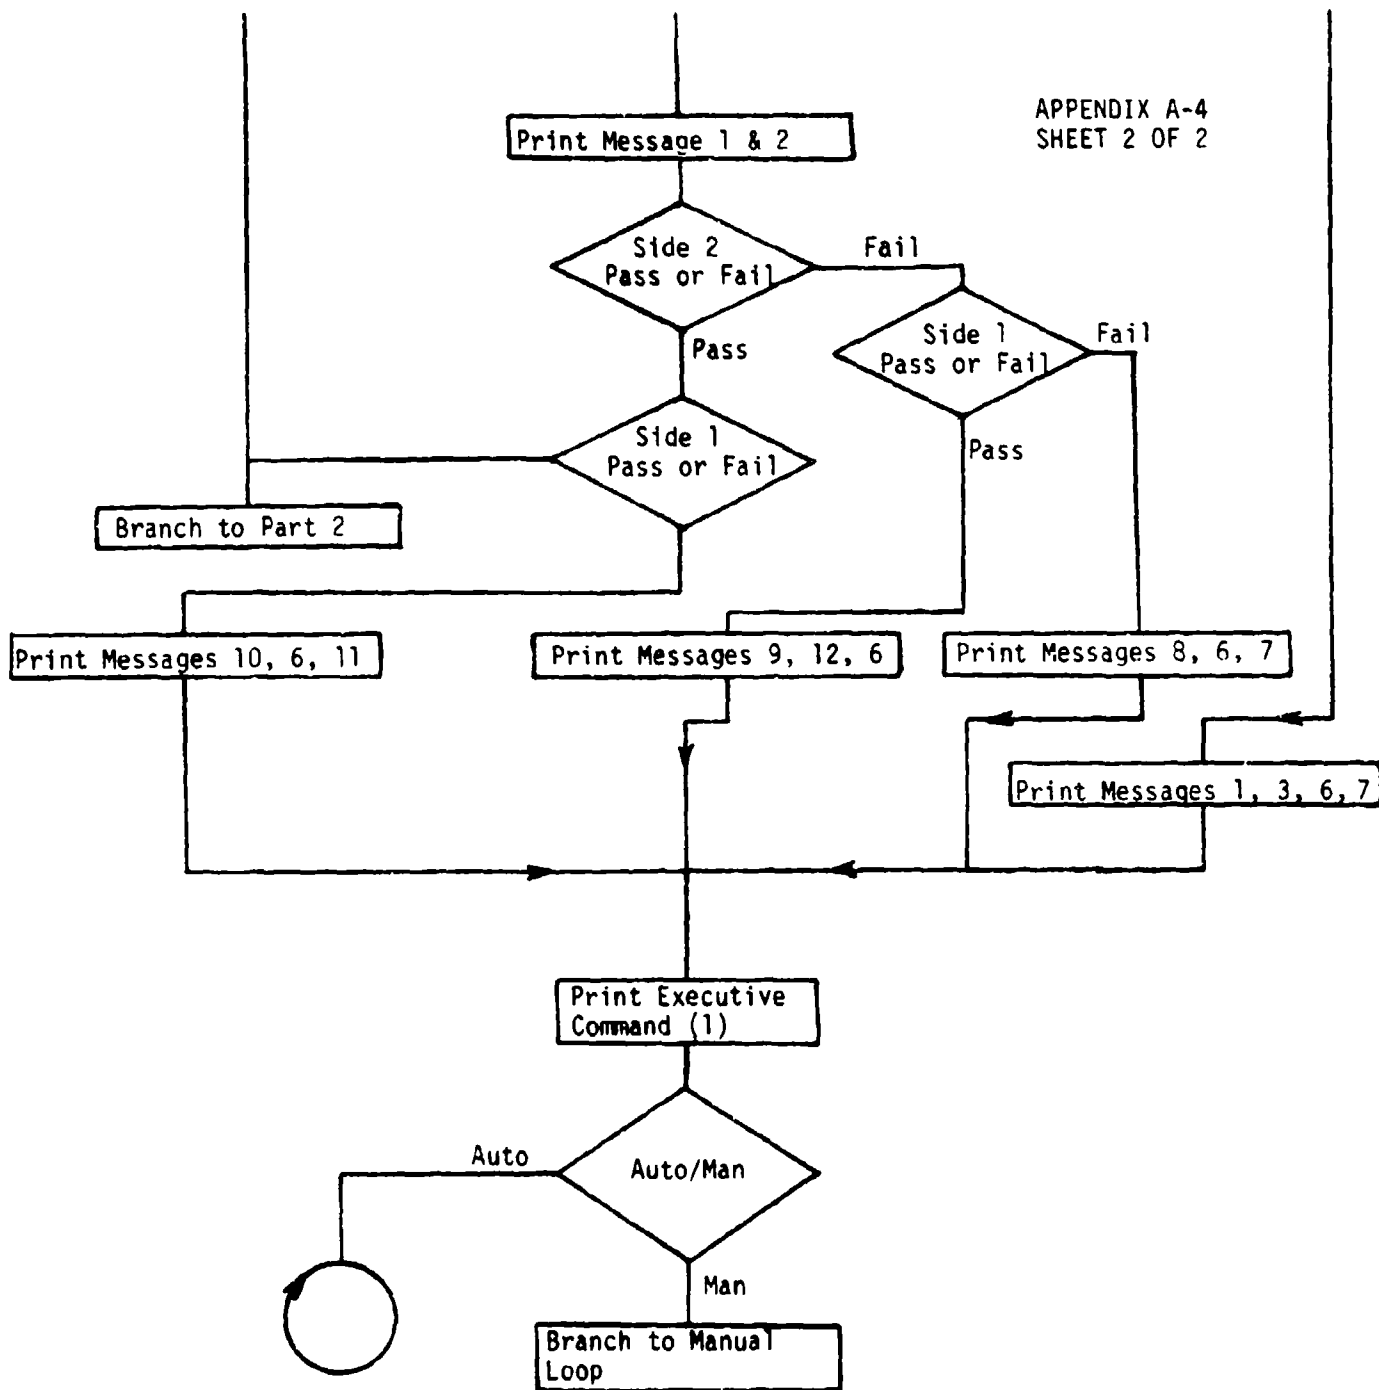 APPENDIX A-4
SHEET 2 OF 2
Print Message 1 & 2
Side 2
Pass or Fail
Fail
Pass
Side 1
Pass or Fail
Fail
Pass
Side 1
Pass or Fail
Branch to Part 2
Print Messages 10, 6, 11
Print Messages 9, 12, 6
Print Messages 8, 6, 7
Print Messages 1, 3, 6, 7
Print Executive
Command (1)
Auto
Auto/Man
Man
Branch to Manual
Loop